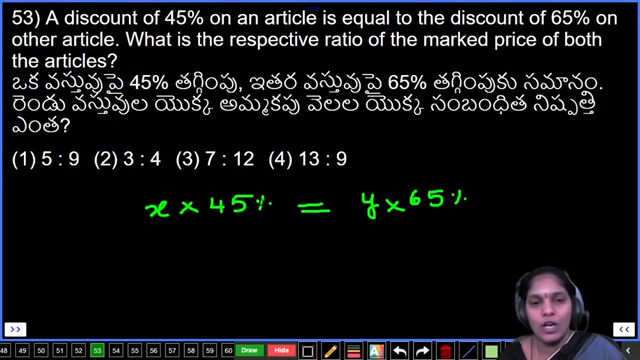 53) A discount of 45% on an article is equal to the discount of 65% on
other article. What is the respective ratio of the marked price of both
the articles?
ఒక వస్తువుపై 45% తగ్గింపు, ఇతర వస్తువుపై 65% తగ్గింపుకు సమానం.
రెండు వస్తువుల యొక్క అమ్మకపు వెలల యొక్క సంబంధిత నిష్పత్తి
ఎంత?
(1) 5 : 9 (2) 3 : 4 (3) 7 : 12 (4) 13 : 9
x × 45% = y × 65%
>> 48 49 50 51 52 53 54 55 56 57 58 59 60 Draw Hide <<